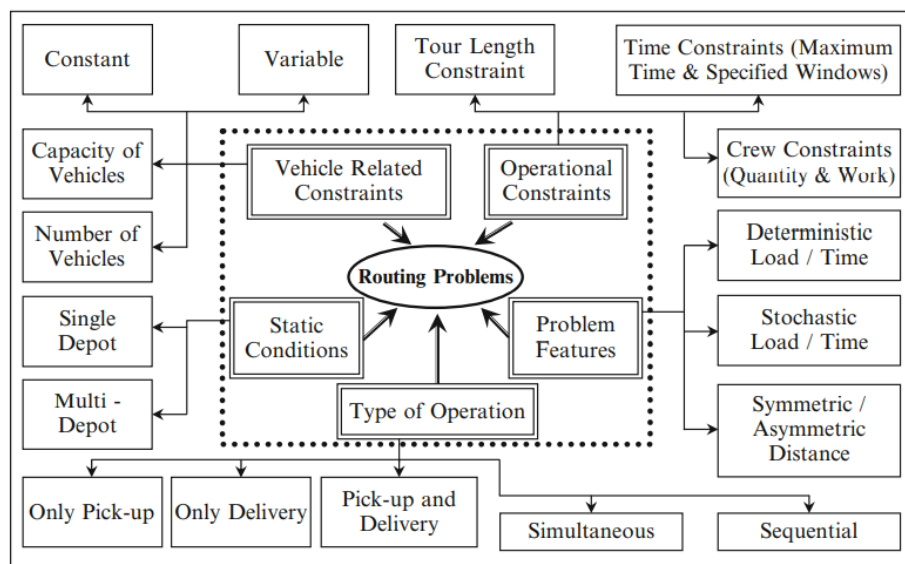 Constant
Variable
Tour Length
Constraint
Time Constraints (Maximum
Time & Specified Windows)
Capacity of
Vehicles
Vehicle Related
Constraints
Operational
Constraints
Crew Constraints
(Quantity & Work)
Number of
Vehicles
Routing Problems
Deterministic
Load / Time
Single
Depot
Static
Conditions
Problem
Features
Stochastic
Load / Time
Multi -
Depot
Type of Operation
Symmetric /
Asymmetric
Distance
Only Pick-up
Only Delivery
Pick-up and
Delivery
Simultaneous
Sequential